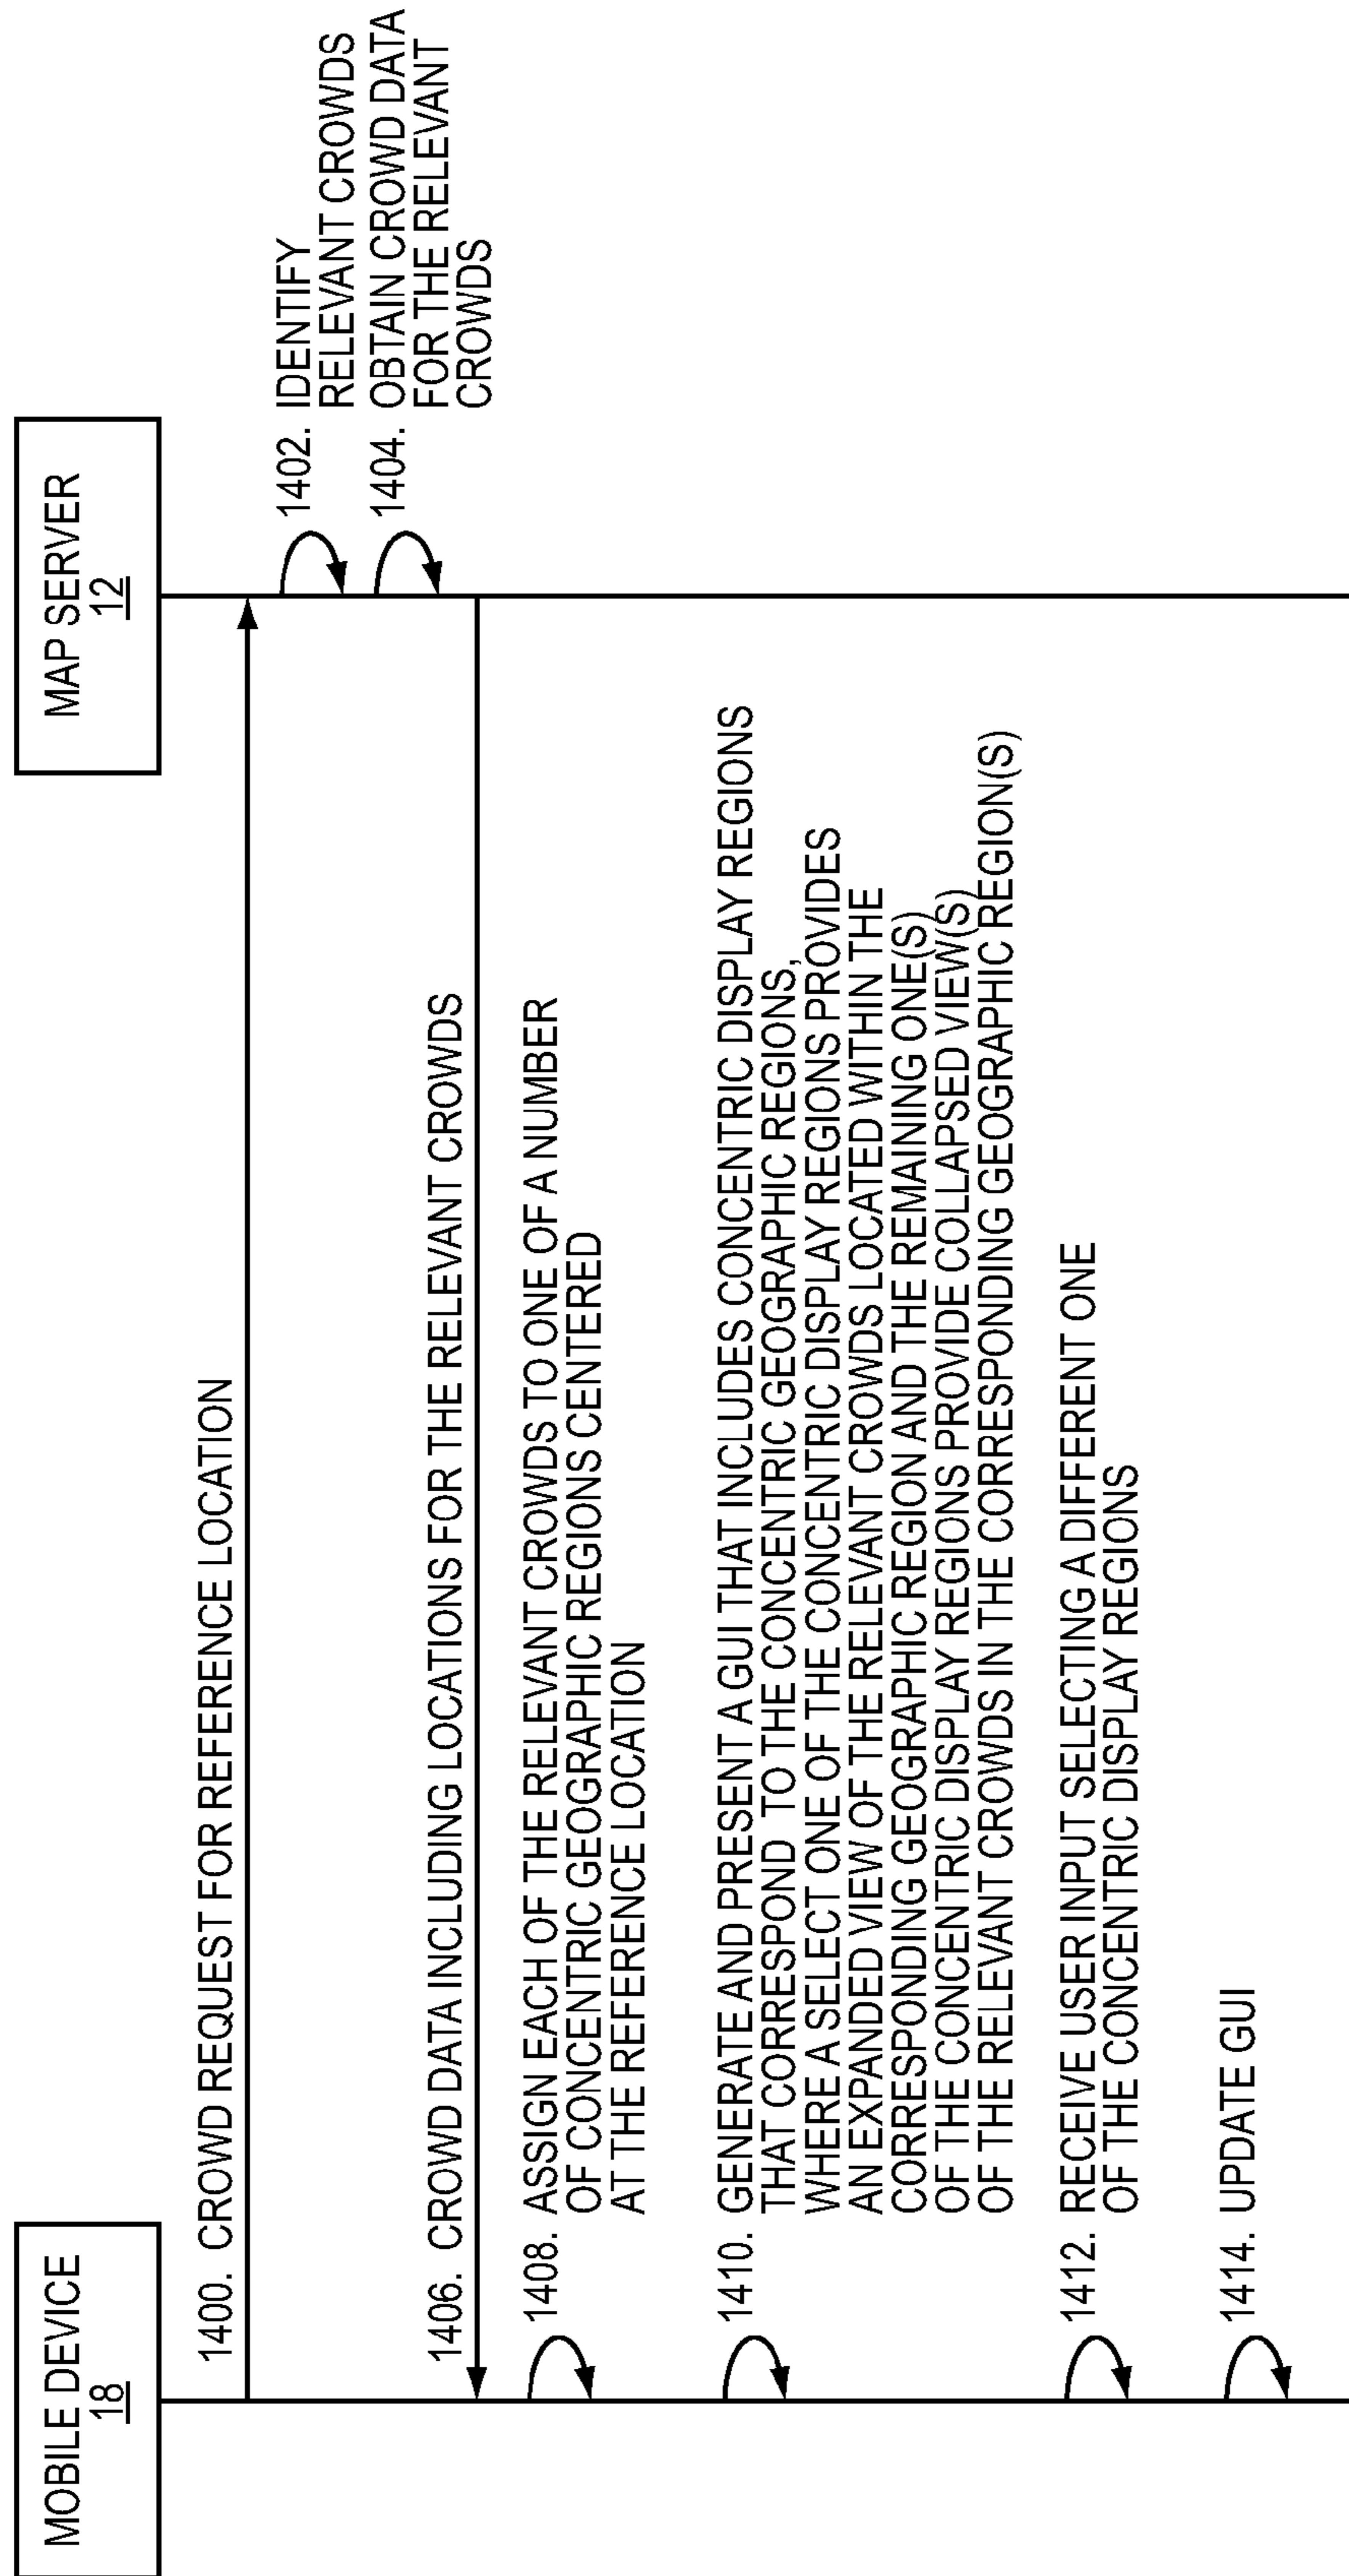 MOBILE DEVICE
18
MAP SERVER
12
1400. CROWD REQUEST FOR REFERENCE LOCATION
1402. IDENTIFY
RELEVANT CROWDS
1404. OBTAIN CROWD DATA
FOR THE RELEVANT
CROWDS
1406. CROWD DATA INCLUDING LOCATIONS FOR THE RELEVANT CROWDS
1408. ASSIGN EACH OF THE RELEVANT CROWDS TO ONE OF A NUMBER
OF CONCENTRIC GEOGRAPHIC REGIONS CENTERED
AT THE REFERENCE LOCATION
1410. GENERATE AND PRESENT A GUI THAT INCLUDES CONCENTRIC DISPLAY REGIONS
THAT CORRESPOND TO THE CONCENTRIC GEOGRAPHIC REGIONS,
WHERE A SELECT ONE OF THE CONCENTRIC DISPLAY REGIONS PROVIDES
AN EXPANDED VIEW OF THE RELEVANT CROWDS LOCATED WITHIN THE
CORRESPONDING GEOGRAPHIC REGION AND THE REMAINING ONE(S)
OF THE CONCENTRIC DISPLAY REGIONS PROVIDE COLLAPSED VIEW(S)
OF THE RELEVANT CROWDS IN THE CORRESPONDING GEOGRAPHIC REGION(S)
1412. RECEIVE USER INPUT SELECTING A DIFFERENT ONE
OF THE CONCENTRIC DISPLAY REGIONS
1414. UPDATE GUI